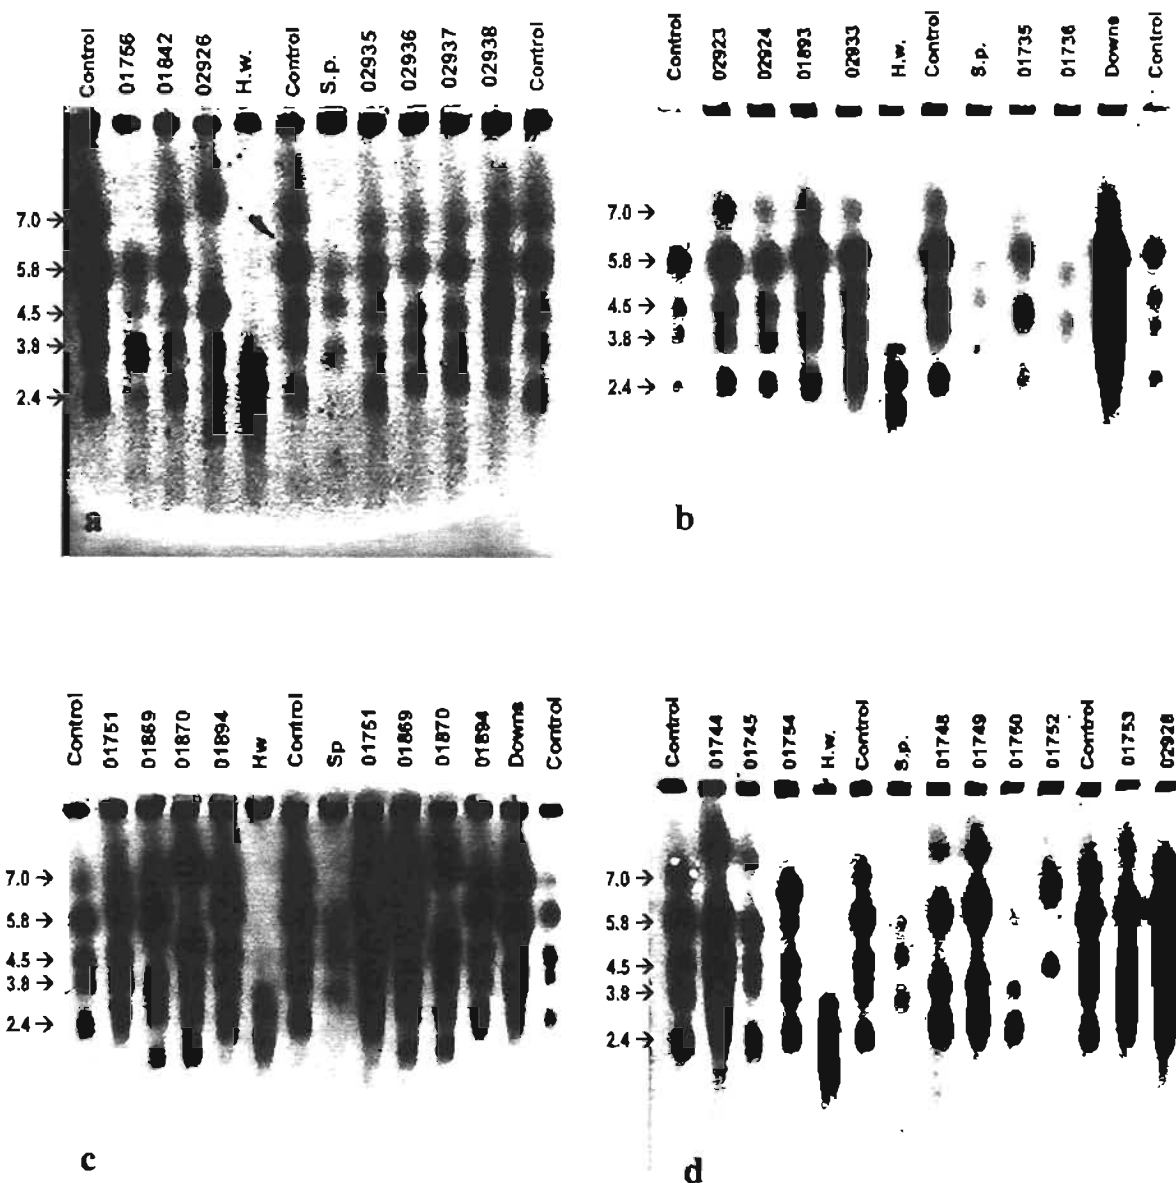 Control 01756 01842 02926 H.w. Control S.p. 02935 02936 02937 02938 Control
7.0 →
5.8 →
4.5 →
3.8 →
2.4 →
a
Control 02923 02924 01893 02933 H.w. Control S.p. 01735 01736 Downs Control
7.0 →
5.8 →
4.5 →
3.8 →
2.4 →
b
Control 01751 01869 01870 01894 Hw Control Sp 01751 01869 01870 01894 Downs Control
7.0 →
5.8 →
4.5 →
3.8 →
2.4 →
c
Control 01744 01745 01754 H.w. Control S.p. 01748 01749 01760 01752 Control 01753 02928
7.0 →
5.8 →
4.5 →
3.8 →
2.4 →
d